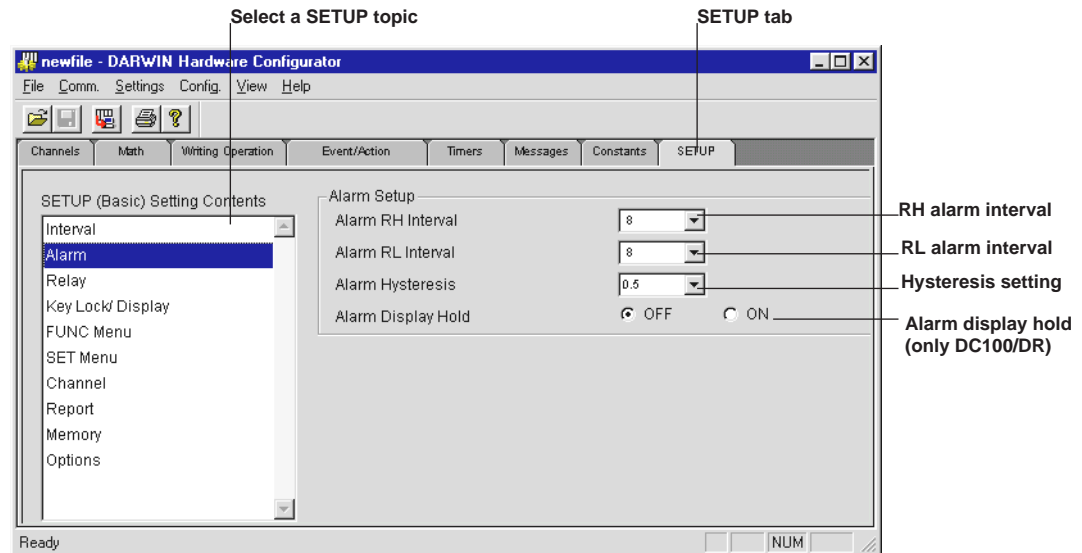 Select a SETUP topic
SETUP tab
newfile - DARWIN Hardware Configurator
File Comm. Settings Config. View Help
Channels Math Writing Operation Event/Action Timers Messages Constants SETUP
SETUP (Basic) Setting Contents
Interval
Alarm
Relay
Key Lock/ Display
FUNC Menu
SET Menu
Channel
Report
Memory
Options
Alarm Setup
Alarm RH Interval 8
Alarm RL Interval 8
Alarm Hysteresis 0.5
Alarm Display Hold OFF ON
RH alarm interval
RL alarm interval
Hysteresis setting
Alarm display hold
(only DC100/DR)
Ready NUM